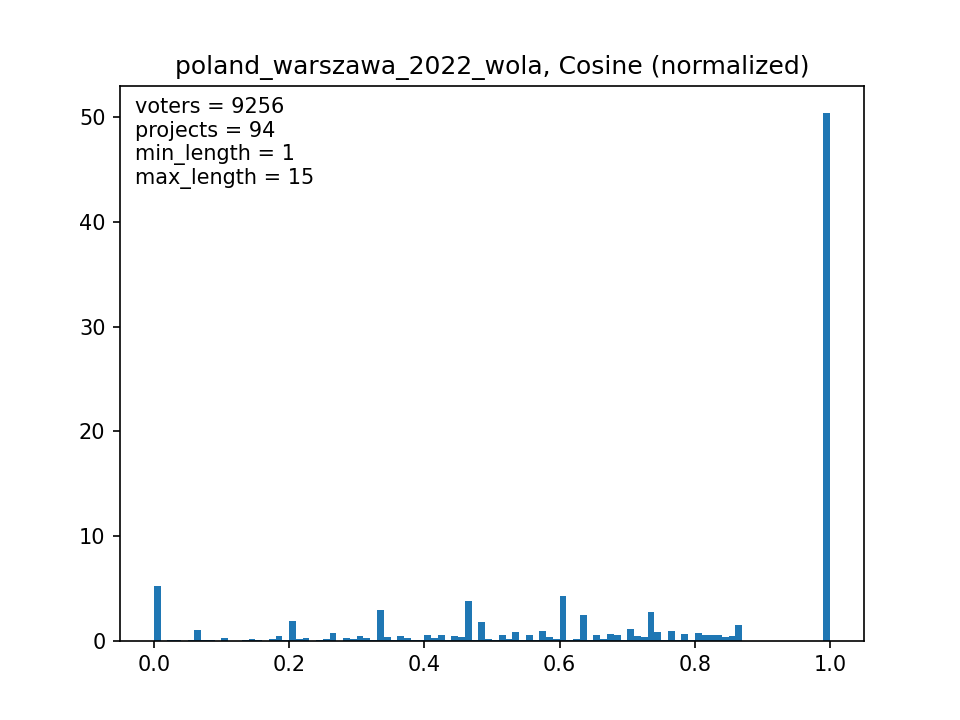 poland_warszawa_2022_wola, Cosine (normalized)
voters = 9256
projects = 94
min_length = 1
max_length = 15
50
40
30
20
10
0
0.0 0.2 0.4 0.6 0.8 1.0